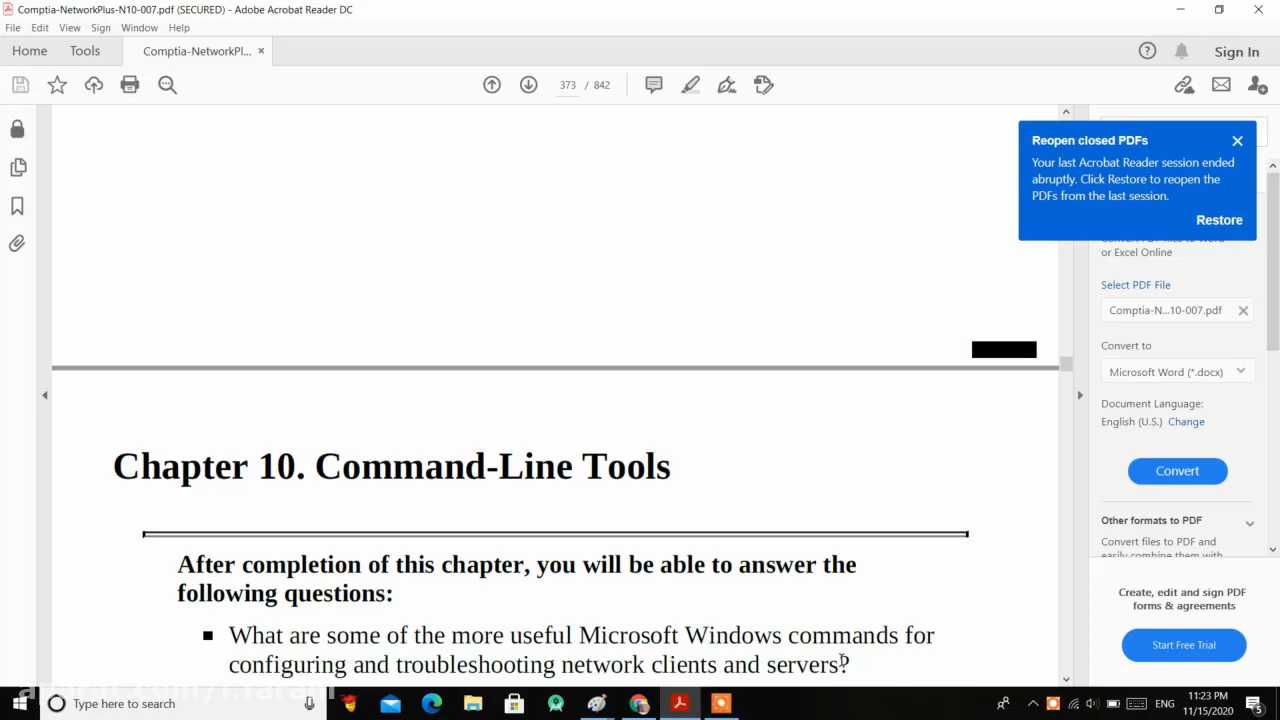 Comptia-NetworkPlus-N10-007.pdf (SECURED) - Adobe Acrobat Reader DC
File Edit View Sign Window Help
Home Tools Comptia-NetworkPl... × Sign In
373 / 842
Reopen closed PDFs
Your last Acrobat Reader session ended
abruptly. Click Restore to reopen the
PDFs from the last session.
Restore
or Excel Online
Select PDF File
Comptia-N...10-007.pdf
Convert to
Microsoft Word (*.docx)
Document Language:
English (U.S.) Change
Convert
Other formats to PDF
Convert files to PDF and
easily combine them with
Create, edit and sign PDF
forms & agreements
Start Free Trial
Chapter 10. Command-Line Tools
After completion of this chapter, you will be able to answer the
following questions:
■ What are some of the more useful Microsoft Windows commands for
configuring and troubleshooting network clients and servers?
Type here to search
ENG
11:23 PM
11/15/2020
5